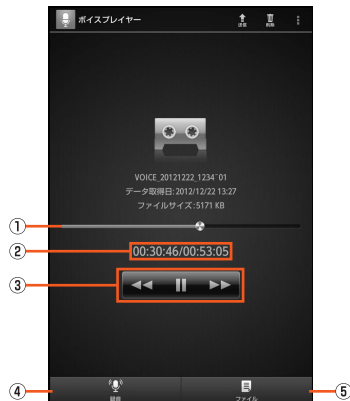 ボイスプレイヤー 送信 削除
VOICE_20121222_1234~01
データ取得日:2012/12/22 13:27
ファイルサイズ:5171 KB
①
② 00:30:46/00:53:05
③
④ 録音 ファイル ⑤